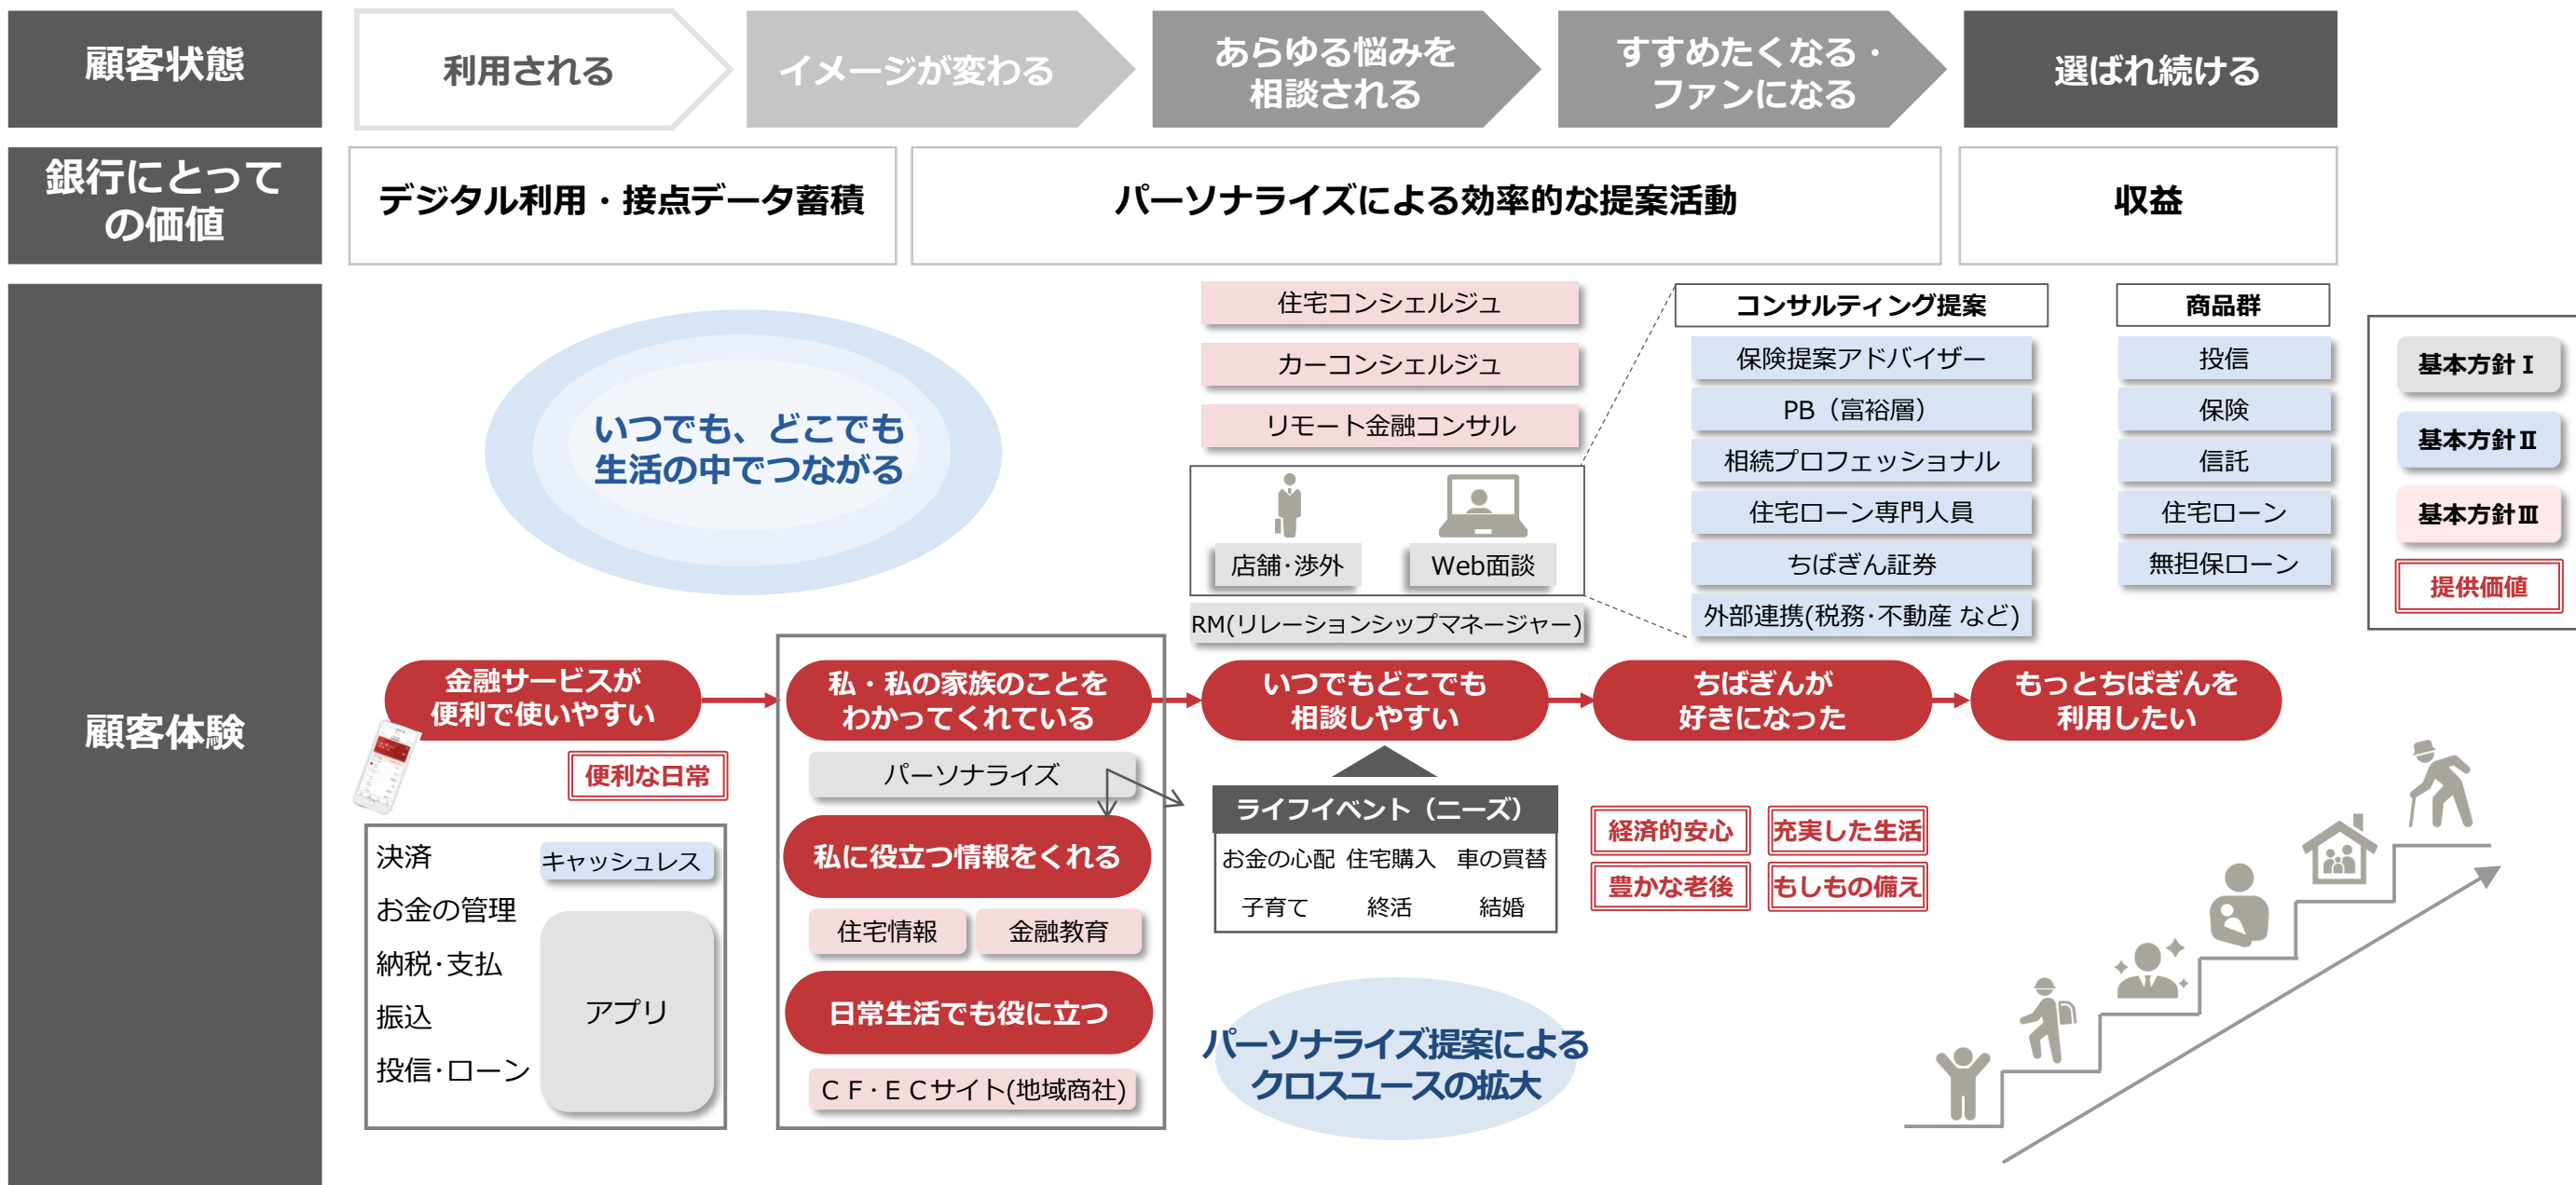 顧客状態
利用される
イメージが変わる
あらゆる悩みを
相談される
すすめたくなる・
ファンになる
選ばれ続ける
銀行にとって
の価値
デジタル利用・接点データ蓄積
パーソナライズによる効率的な提案活動
収益
顧客体験
いつでも、どこでも
生活の中でつながる
住宅コンシェルジュ
カーコンシェルジュ
リモート金融コンサル
店舗･渉外
Web面談
RM(リレーションシップマネージャー)
コンサルティング提案
保険提案アドバイザー
PB（富裕層）
相続プロフェッショナル
住宅ローン専門人員
ちばぎん証券
外部連携(税務･不動産 など)
商品群
投信
保険
信託
住宅ローン
無担保ローン
基本方針Ⅰ
基本方針Ⅱ
基本方針Ⅲ
提供価値
金融サービスが
便利で使いやすい
私・私の家族のことを
わかってくれている
いつでもどこでも
相談しやすい
ちばぎんが
好きになった
もっとちばぎんを
利用したい
便利な日常
決済
キャッシュレス
お金の管理
納税･支払
振込
投信･ローン
アプリ
パーソナライズ
私に役立つ情報をくれる
住宅情報
金融教育
日常生活でも役に立つ
ＣＦ･ＥＣサイト(地域商社)
ライフイベント（ニーズ）
お金の心配 住宅購入 車の買替
子育て 終活 結婚
経済的安心
充実した生活
豊かな老後
もしもの備え
パーソナライズ提案による
クロスユースの拡大